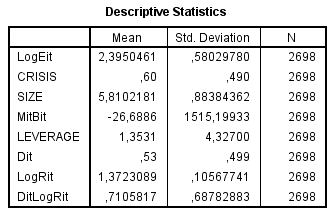 Descriptive Statistics
Mean Std. Deviation N
LogEit 2,3950461 ,58029780 2698
CRISIS ,60 ,490 2698
SIZE 5,8102181 ,88384362 2698
MitBit -26,6886 1515,19933 2698
LEVERAGE 1,3531 4,32700 2698
Dit ,53 ,499 2698
LogRit 1,3723089 ,10567741 2698
DitLogRit ,7105817 ,68782883 2698